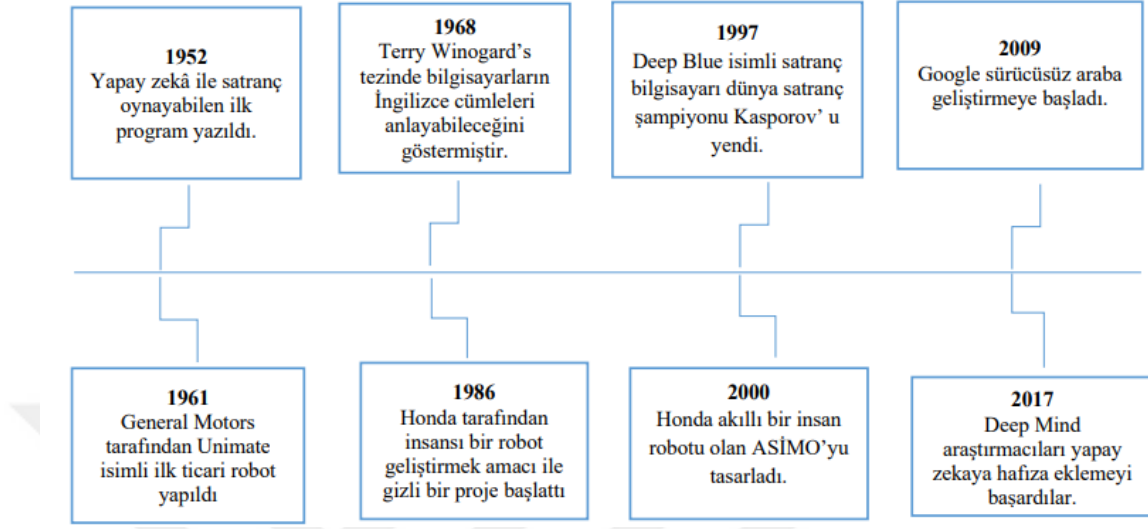 1952
Yapay zekâ ile satranç
oynayabilen ilk
program yazıldı.
1968
Terry Winogard’s
tezinde bilgisayarların
İngilizce cümleleri
anlayabileceğini
göstermiştir.
1997
Deep Blue isimli satranç
bilgisayarı dünya satranç
şampiyonu Kasporov’ u
yendi.
2009
Google sürücüsüz araba
geliştirmeye başladı.
1961
General Motors
tarafından Unimate
isimli ilk ticari robot
yapıldı
1986
Honda tarafından
insansı bir robot
geliştirmek amacı ile
gizli bir proje başlattı
2000
Honda akıllı bir insan
robotu olan ASİMO’yu
tasarladı.
2017
Deep Mind
araştırmacıları yapay
zekaya hafıza eklemeyi
başardılar.